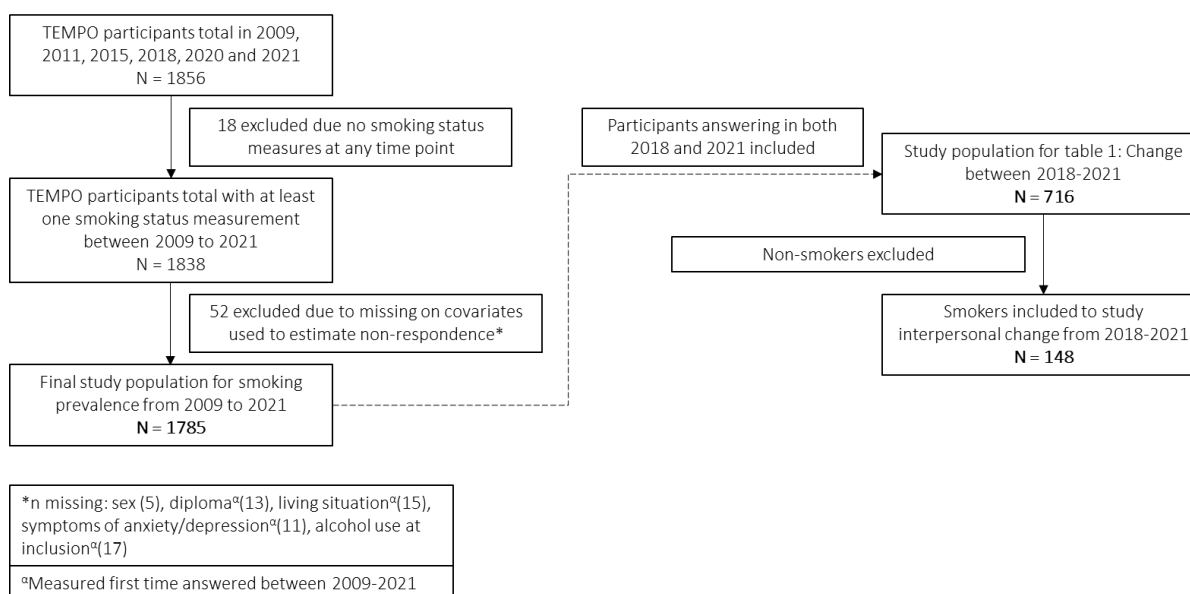 TEMPO participants total in 2009,
2011, 2015, 2018, 2020 and 2021
N = 1856
18 excluded due no smoking status
measures at any time point
TEMPO participants total with at least
one smoking status measurement
between 2009 to 2021
N = 1838
52 excluded due to missing on covariates
used to estimate non-respondence*
Final study population for smoking
prevalence from 2009 to 2021
N = 1785
Participants answering in both
2018 and 2021 included
Study population for table 1: Change
between 2018-2021
N = 716
Non-smokers excluded
Smokers included to study
interpersonal change from 2018-2021
N = 148
*n missing: sex (5), diplomaᵅ(13), living situationᵅ(15),
symptoms of anxiety/depressionᵅ(11), alcohol use at
inclusionᵅ(17)
ᵅMeasured first time answered between 2009-2021